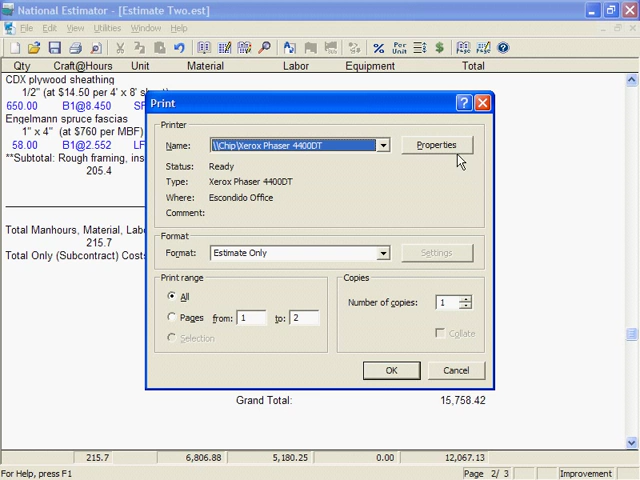 National Estimator - [Estimate Two.est]
File Edit View Utilities Window Help
Qty Craft@Hours Unit Material Labor Equipment Total
CDX plywood sheathing
1/2" (at $14.50 per 4' x 8' sheet)
650.00 B1@8.450
Engelmann spruce fascias
1" x 4" (at $760 per MBF)
58.00 B1@2.552 LF
**Subtotal: Rough framing, ins
205.4
Total Manhours, Material, Lab
215.7
Total Only (Subcontract) Costs
Grand Total: 15,758.42
Print
Printer
Name: \\Chip\Xerox Phaser 4400DT Properties
Status: Ready
Type: Xerox Phaser 4400DT
Where: Escondido Office
Comment:
Format
Format: Estimate Only Settings
Print range
All
Pages from: 1 to: 2
Selection
Copies
Number of copies: 1
Collate
OK Cancel
215.7 6,806.88 5,180.25 0.00 12,067.13
For Help, press F1 Page 2/ 3 Improvement